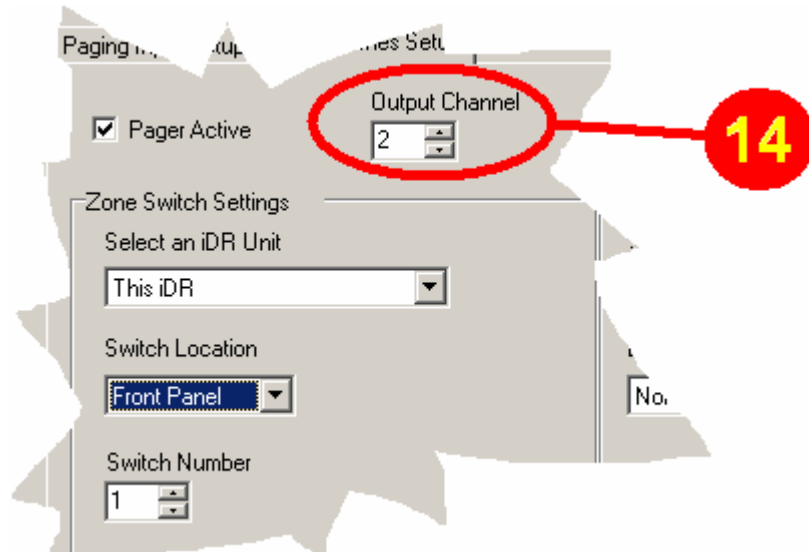 Paging
Output Channel
Pager Active
2
14
Zone Switch Settings
Select an iDR Unit
This iDR
Switch Location
Front Panel
Switch Number
1